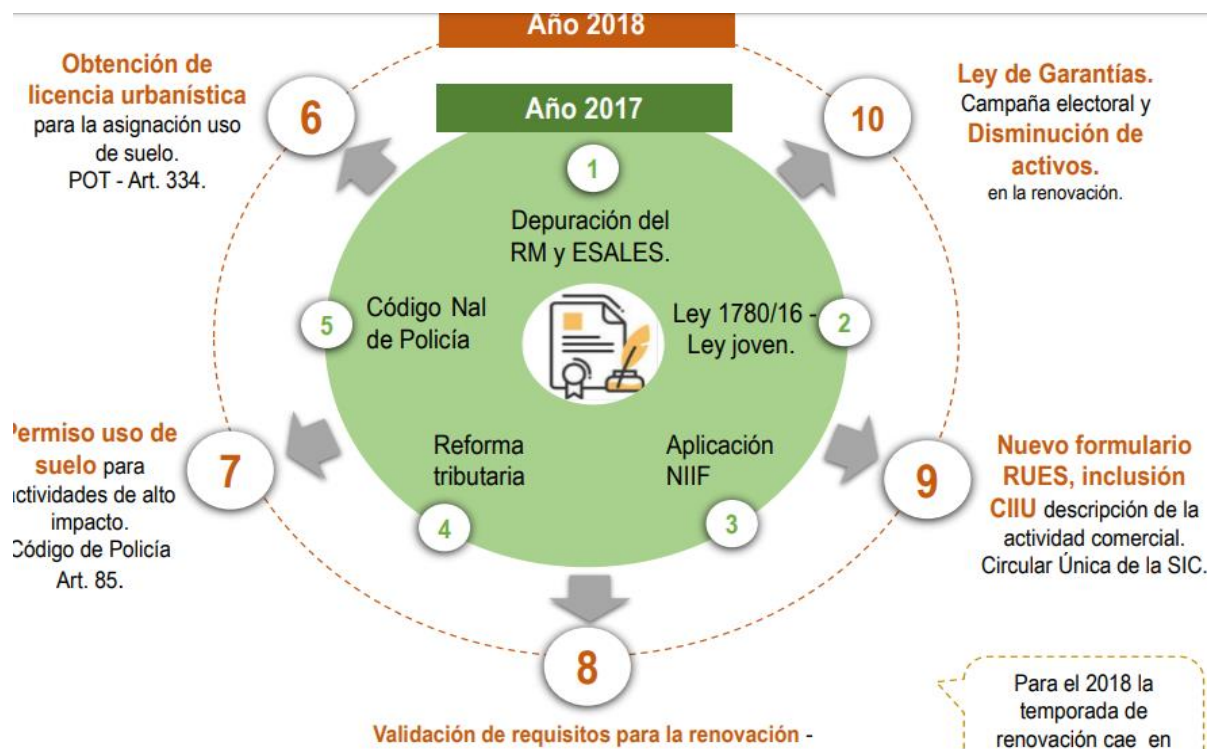 Año 2018
Año 2017
1
Depuración del
RM y ESALES.
2
Ley 1780/16 -
Ley joven.
3
Aplicación
NIIF
4
Reforma
tributaria
5
Código Nal
de Policía
6
Obtención de
licencia urbanística
para la asignación uso
de suelo.
POT - Art. 334.
7
Permiso uso de
suelo para
actividades de alto
impacto.
Código de Policía
Art. 85.
8
Validación de requisitos para la renovación -
9
Nuevo formulario
RUES, inclusión
CIIU descripción de la
actividad comercial.
Circular Única de la SIC.
10
Ley de Garantías.
Campaña electoral y
Disminución de
activos.
en la renovación.
Para el 2018 la
temporada de
renovación cae en